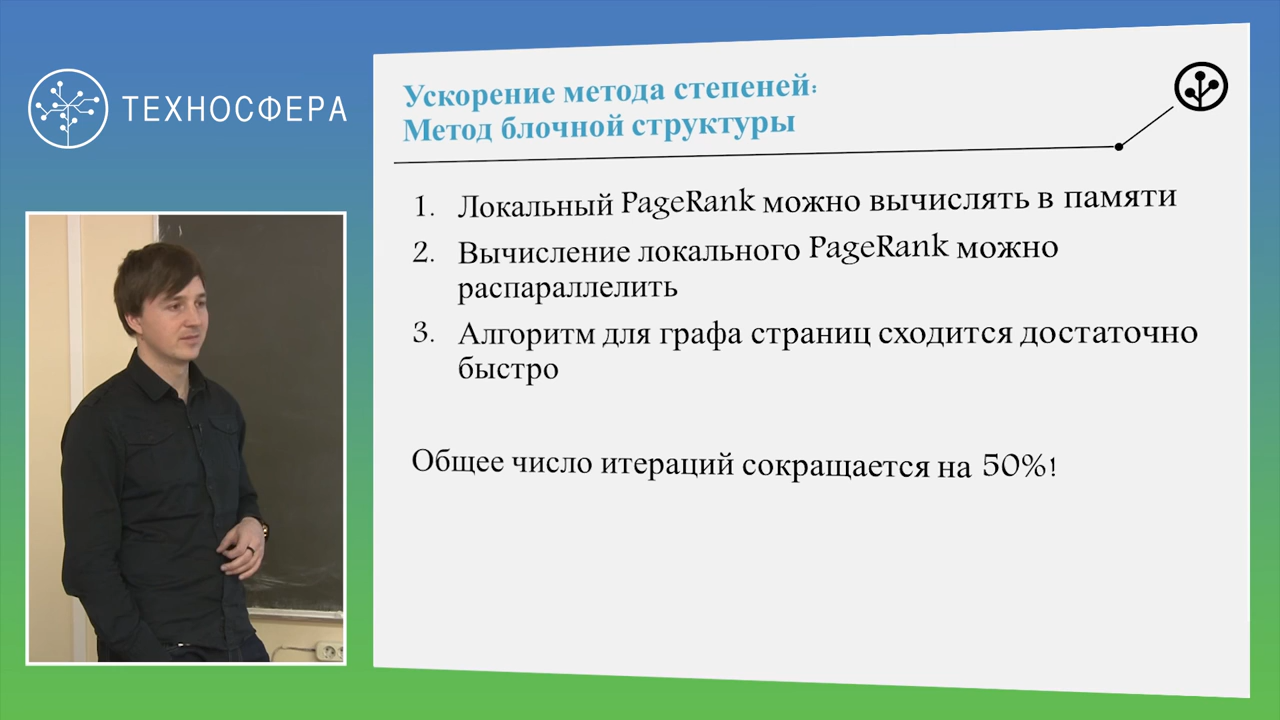 ТЕХНОСФЕРА
Ускорение метода степеней:
Метод блочной структуры
1. Локальный PageRank можно вычислять в памяти
2. Вычисление локального PageRank можно
распараллелить
3. Алгоритм для графа страниц сходится достаточно
быстро
Общее число итераций сокращается на 50%!